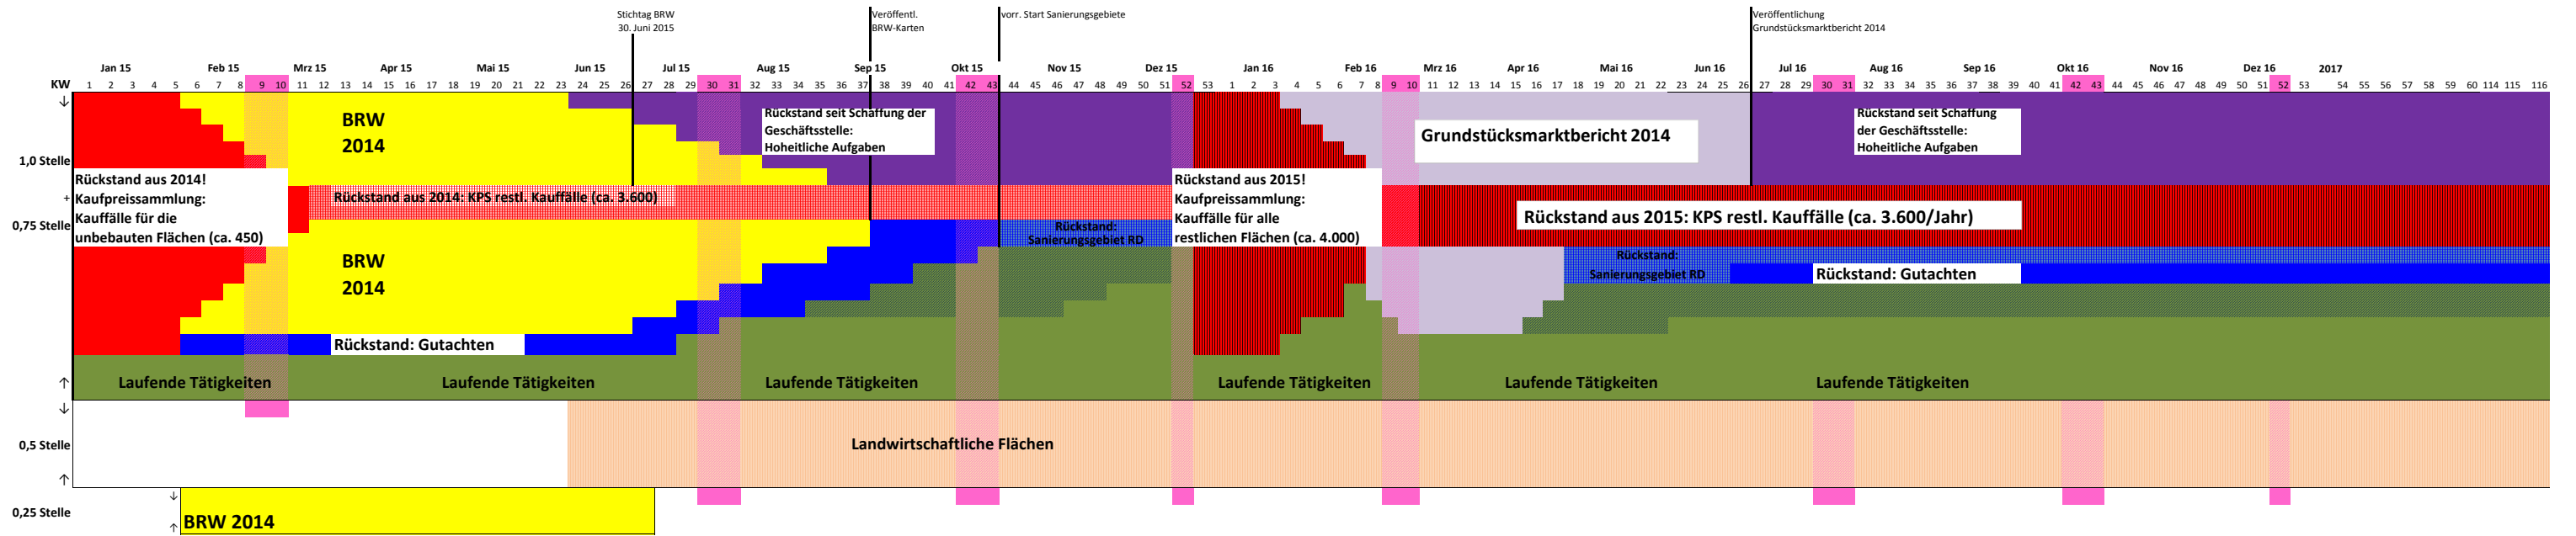 Stichtag BRW
30. Juni 2015
Veröffentl.
BRW-Karten
vorr. Start Sanierungsgebiete
Veröffentlichung
Grundstücksmarktbericht 2014
Jan 15 Feb 15 Mrz 15 Apr 15 Mai 15 Jun 15 Jul 15 Aug 15 Sep 15 Okt 15 Nov 15 Dez 15 Jan 16 Feb 16 Mrz 16 Apr 16 Mai 16 Jun 16 Jul 16 Aug 16 Sep 16 Okt 16 Nov 16 Dez 16 2017
KW 1 2 3 4 5 6 7 8 9 10 11 12 13 14 15 16 17 18 19 20 21 22 23 24 25 26 27 28 29 30 31 32 33 34 35 36 37 38 39 40 41 42 43 44 45 46 47 48 49 50 51 52 53 1 2 3 4 5 6 7 8 9 10 11 12 13 14 15 16 17 18 19 20 21 22 23 24 25 26 27 28 29 30 31 32 33 34 35 36 37 38 39 40 41 42 43 44 45 46 47 48 49 50 51 52 53 54 55 56 57 58 59 60 114 115 116
↓
BRW
2014
Rückstand seit Schaffung der
Geschäftsstelle:
Hoheitliche Aufgaben
Grundstücksmarktbericht 2014
Rückstand seit Schaffung
der Geschäftsstelle:
Hoheitliche Aufgaben
1,0 Stelle
+
0,75 Stelle
Rückstand aus 2014!
Kaufpreissammlung:
Kauffälle für die
unbebauten Flächen (ca. 450)
Rückstand aus 2014: KPS restl. Kauffälle (ca. 3.600)
Rückstand aus 2015!
Kaufpreissammlung:
Kauffälle für alle
restlichen Flächen (ca. 4.000)
Rückstand aus 2015: KPS restl. Kauffälle (ca. 3.600/Jahr)
Rückstand:
Sanierungsgebiet RD
BRW
2014
Rückstand:
Sanierungsgebiet RD
Rückstand: Gutachten
Rückstand: Gutachten
↑
Laufende Tätigkeiten Laufende Tätigkeiten Laufende Tätigkeiten Laufende Tätigkeiten Laufende Tätigkeiten Laufende Tätigkeiten
↓
0,5 Stelle
Landwirtschaftliche Flächen
↑
↓
0,25 Stelle
↑ BRW 2014